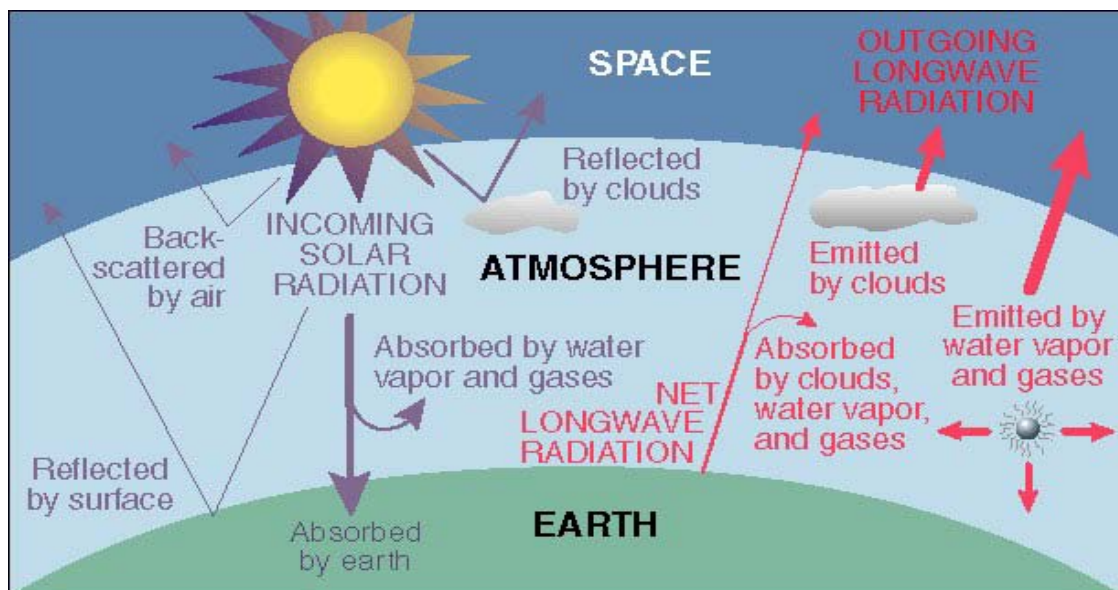 SPACE
OUTGOING
LONGWAVE
RADIATION
Reflected
by clouds
Back-
scattered
by air
INCOMING
SOLAR
RADIATION
ATMOSPHERE
Emitted
by clouds
Emitted by
water vapor
and gases
Absorbed by water
vapor and gases
Absorbed
by clouds,
water vapor,
and gases
NET
LONGWAVE
RADIATION
Reflected
by surface
Absorbed
by earth
EARTH